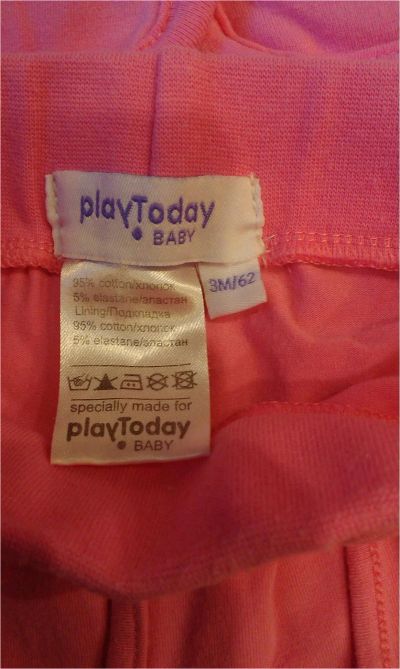 playToday
BABY
3M/62
95% cotton/хлопок
5% elastane/эластан
Lining/Подкладка
95% cotton/хлопок
5% elastane/эластан
specially made for
playToday
BABY